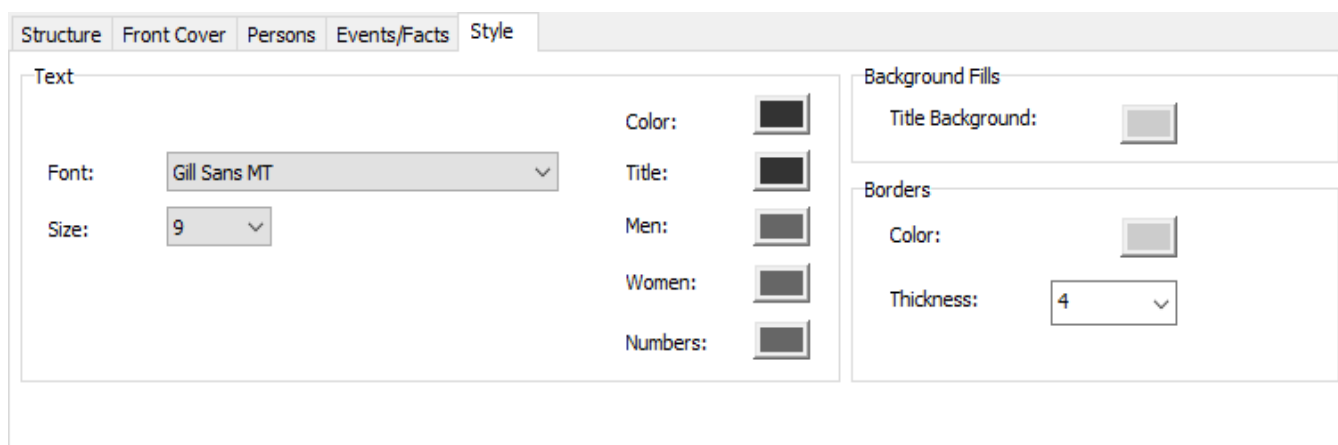 Structure Front Cover Persons Events/Facts Style
Text
Color:
Font: Gill Sans MT
Title:
Size: 9
Men:
Women:
Numbers:
Background Fills
Title Background:
Borders
Color:
Thickness: 4